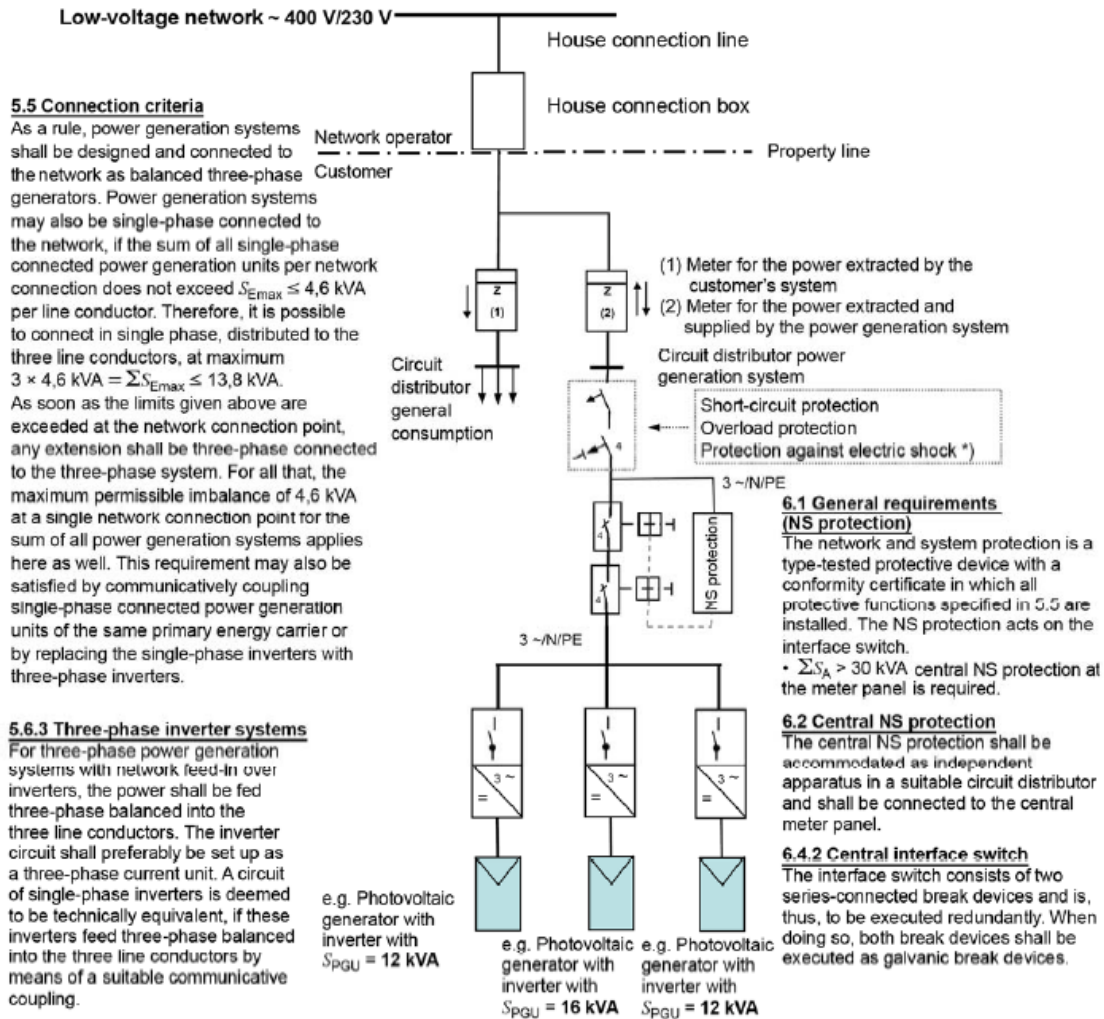 Low-voltage network ~ 400 V/230 V
House connection line
House connection box
5.5 Connection criteria
As a rule, power generation systems
shall be designed and connected to
the network as balanced three-phase
generators. Power generation systems
may also be single-phase connected to
the network, if the sum of all single-phase
connected power generation units per network
connection does not exceed SEmax ≤ 4,6 kVA
per line conductor. Therefore, it is possible
to connect in single phase, distributed to the
three line conductors, at maximum
3 × 4,6 kVA = ∑SEmax ≤ 13,8 kVA.
As soon as the limits given above are
exceeded at the network connection point,
any extension shall be three-phase connected
to the three-phase system. For all that, the
maximum permissible imbalance of 4,6 kVA
at a single network connection point for the
sum of all power generation systems applies
here as well. This requirement may also be
satisfied by communicatively coupling
single-phase connected power generation
units of the same primary energy carrier or
by replacing the single-phase inverters with
three-phase inverters.
Network operator
Customer
Property line
Z
(1)
Z
(2)
(1) Meter for the power extracted by the
customer's system
(2) Meter for the power extracted and
supplied by the power generation system
Circuit
distributor
general
consumption
Circuit distributor power
generation system
Short-circuit protection
Overload protection
Protection against electric shock *)
4
3 ~/N/PE
4
4
NS protection
3 ~/N/PE
6.1 General requirements
(NS protection)
The network and system protection is a
type-tested protective device with a
conformity certificate in which all
protective functions specified in 5.5 are
installed. The NS protection acts on the
interface switch.
• ∑SA > 30 kVA central NS protection at
the meter panel is required.
5.6.3 Three-phase inverter systems
For three-phase power generation
systems with network feed-in over
inverters, the power shall be fed
three-phase balanced into the
three line conductors. The inverter
circuit shall preferably be set up as
a three-phase current unit. A circuit
of single-phase inverters is deemed
to be technically equivalent, if these
inverters feed three-phase balanced
into the three line conductors by
means of a suitable communicative
coupling.
3 ~
=
3 ~
=
3 ~
=
e.g. Photovoltaic
generator with
inverter with
SPGU = 12 kVA
e.g. Photovoltaic
generator with
inverter with
SPGU = 16 kVA
e.g. Photovoltaic
generator with
inverter with
SPGU = 12 kVA
6.2 Central NS protection
The central NS protection shall be
accommodated as independent
apparatus in a suitable circuit distributor
and shall be connected to the central
meter panel.
6.4.2 Central interface switch
The interface switch consists of two
series-connected break devices and is,
thus, to be executed redundantly. When
doing so, both break devices shall be
executed as galvanic break devices.